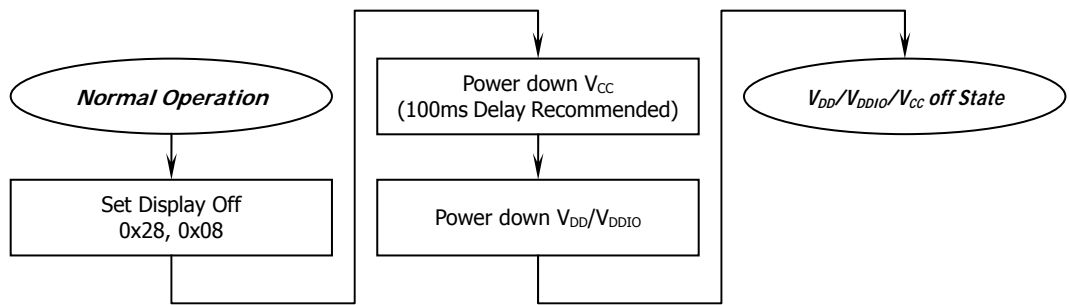 Normal Operation
Set Display Off
0x28, 0x08
Power down VCC
(100ms Delay Recommended)
Power down VDD/VDDIO
VDD/VDDIO/VCC off State